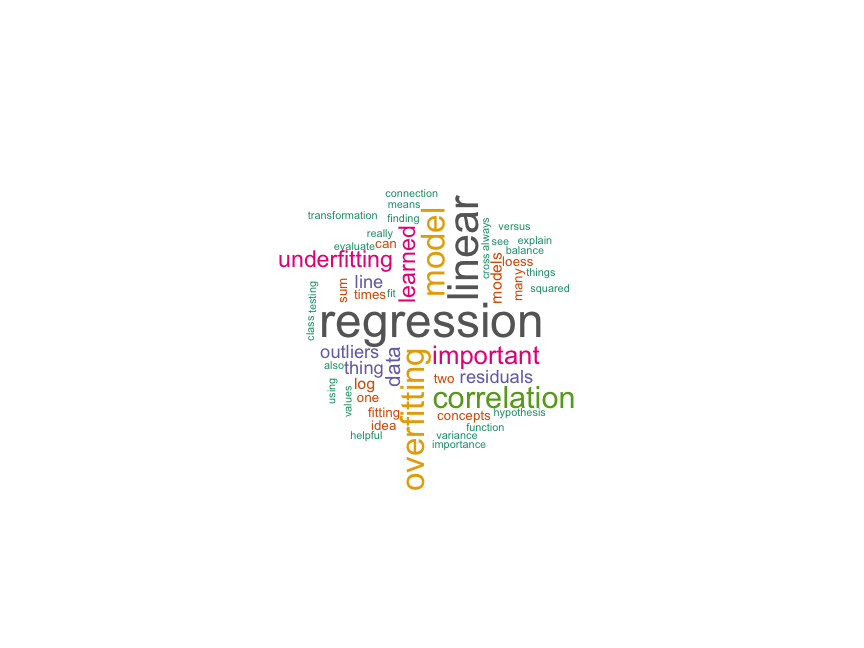 connection
means
transformation
finding
really
evaluate
can
underfitting
learned
model
linear
cross
always
versus
see
explain
balance
loess
models
many
things
squared
line
sum
times
fit
testing
class
regression
outliers
important
also
thing
data
overfitting
two
residuals
using
values
log
one
correlation
fitting
concepts
hypothesis
idea
function
helpful
variance
importance